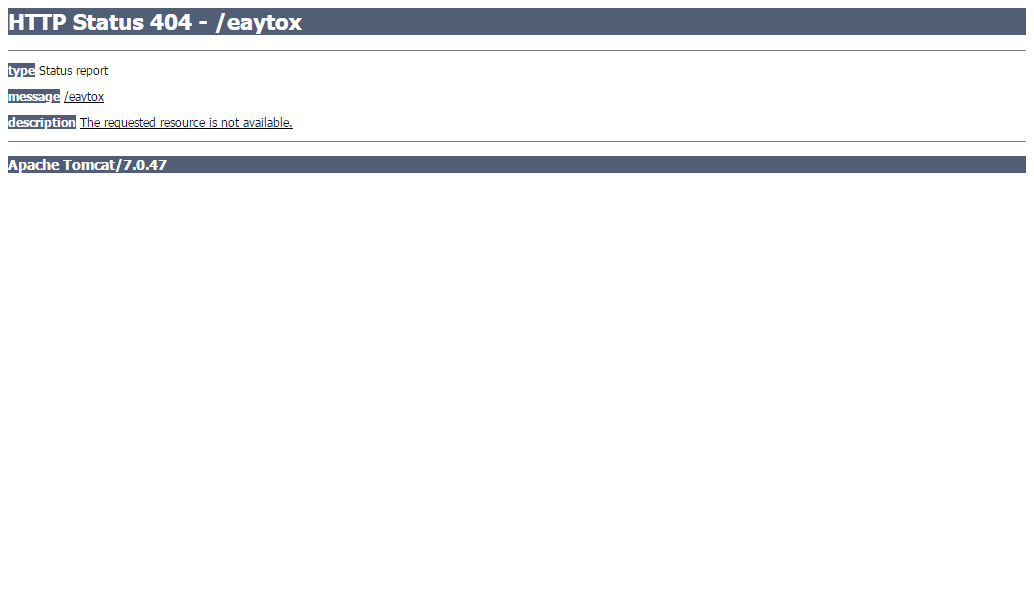 HTTP Status 404 - /eaytox
type Status report
message /eaytox
description The requested resource is not available.
Apache Tomcat/7.0.47